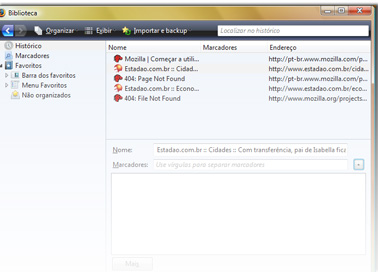 Biblioteca
Organizar Exibir Importar e backup Localizar no histórico
Histórico
Marcadores
Favoritos
Barra dos favoritos
Menu Favoritos
Não organizados
Nome Marcadores Endereço
Mozilla | Começar a utili... http://pt-br.www.mozilla.com/p...
Estadao.com.br :: Cidad... http://www.estadao.com.br/cida...
404: Page Not Found http://pt-br.www.mozilla.com/p...
Estadao.com.br :: Econo... http://www.estadao.com.br/eco...
404: File Not Found http://www.mozilla.org/projects...
Nome: Estadao.com.br :: Cidades :: Com transferência, pai de Isabella fica
Marcadores: Use vírgulas para separar marcadores
Mais